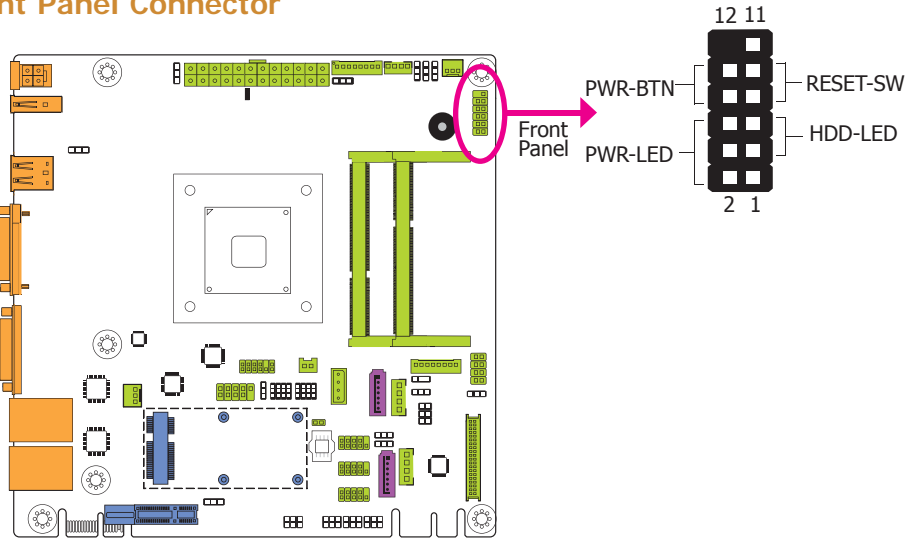 nt Panel Connector
12 11
PWR-BTN
RESET-SW
Front
Panel
HDD-LED
PWR-LED
2 1